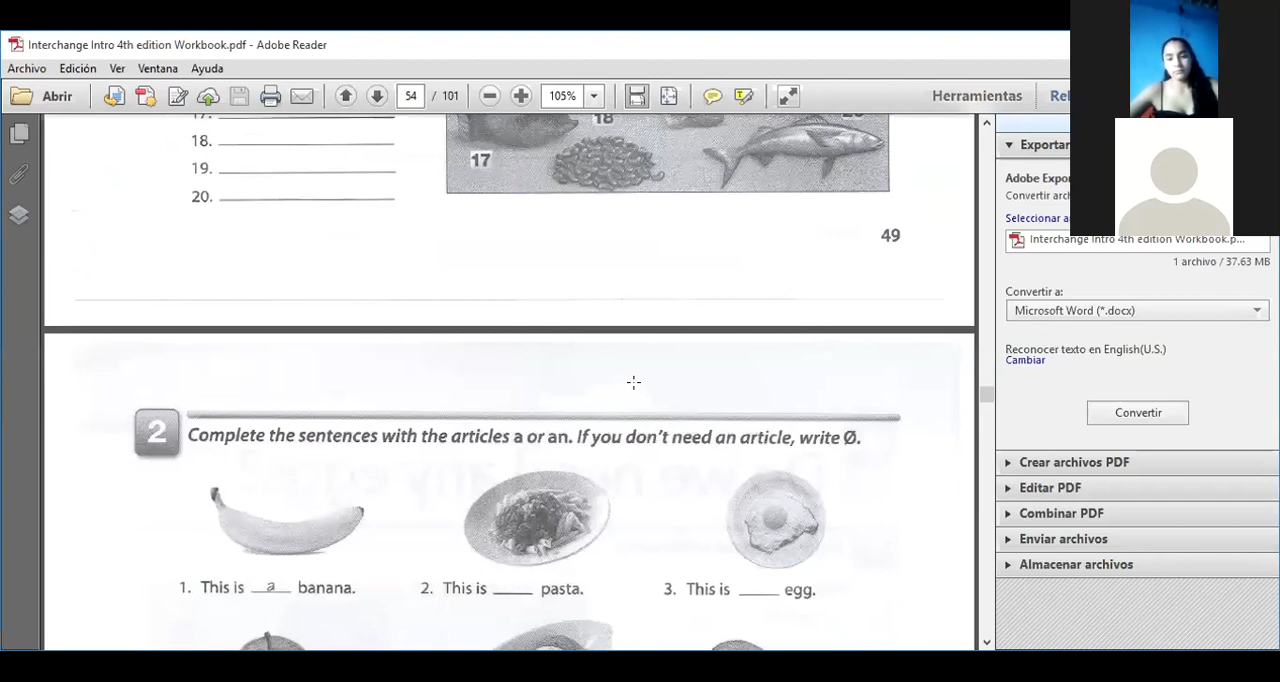 Interchange Intro 4th edition Workbook.pdf - Adobe Reader
Archivo Edición Ver Ventana Ayuda
Abrir 54 / 101 105% Herramientas
17.
18.
19.
20.
18
17
49
2 Complete the sentences with the articles a or an. If you don't need an article, write Ø.
1. This is a banana. 2. This is ____ pasta. 3. This is ____ egg.
Exportar
Adobe
Convertir
Seleccionar
Interchange Intro 4th edition Workbook.p...
1 archivo / 37.63 MB
Convertir a:
Microsoft Word (*.docx)
Reconocer texto en English(U.S.)
Cambiar
Convertir
Crear archivos PDF
Editar PDF
Combinar PDF
Enviar archivos
Almacenar archivos